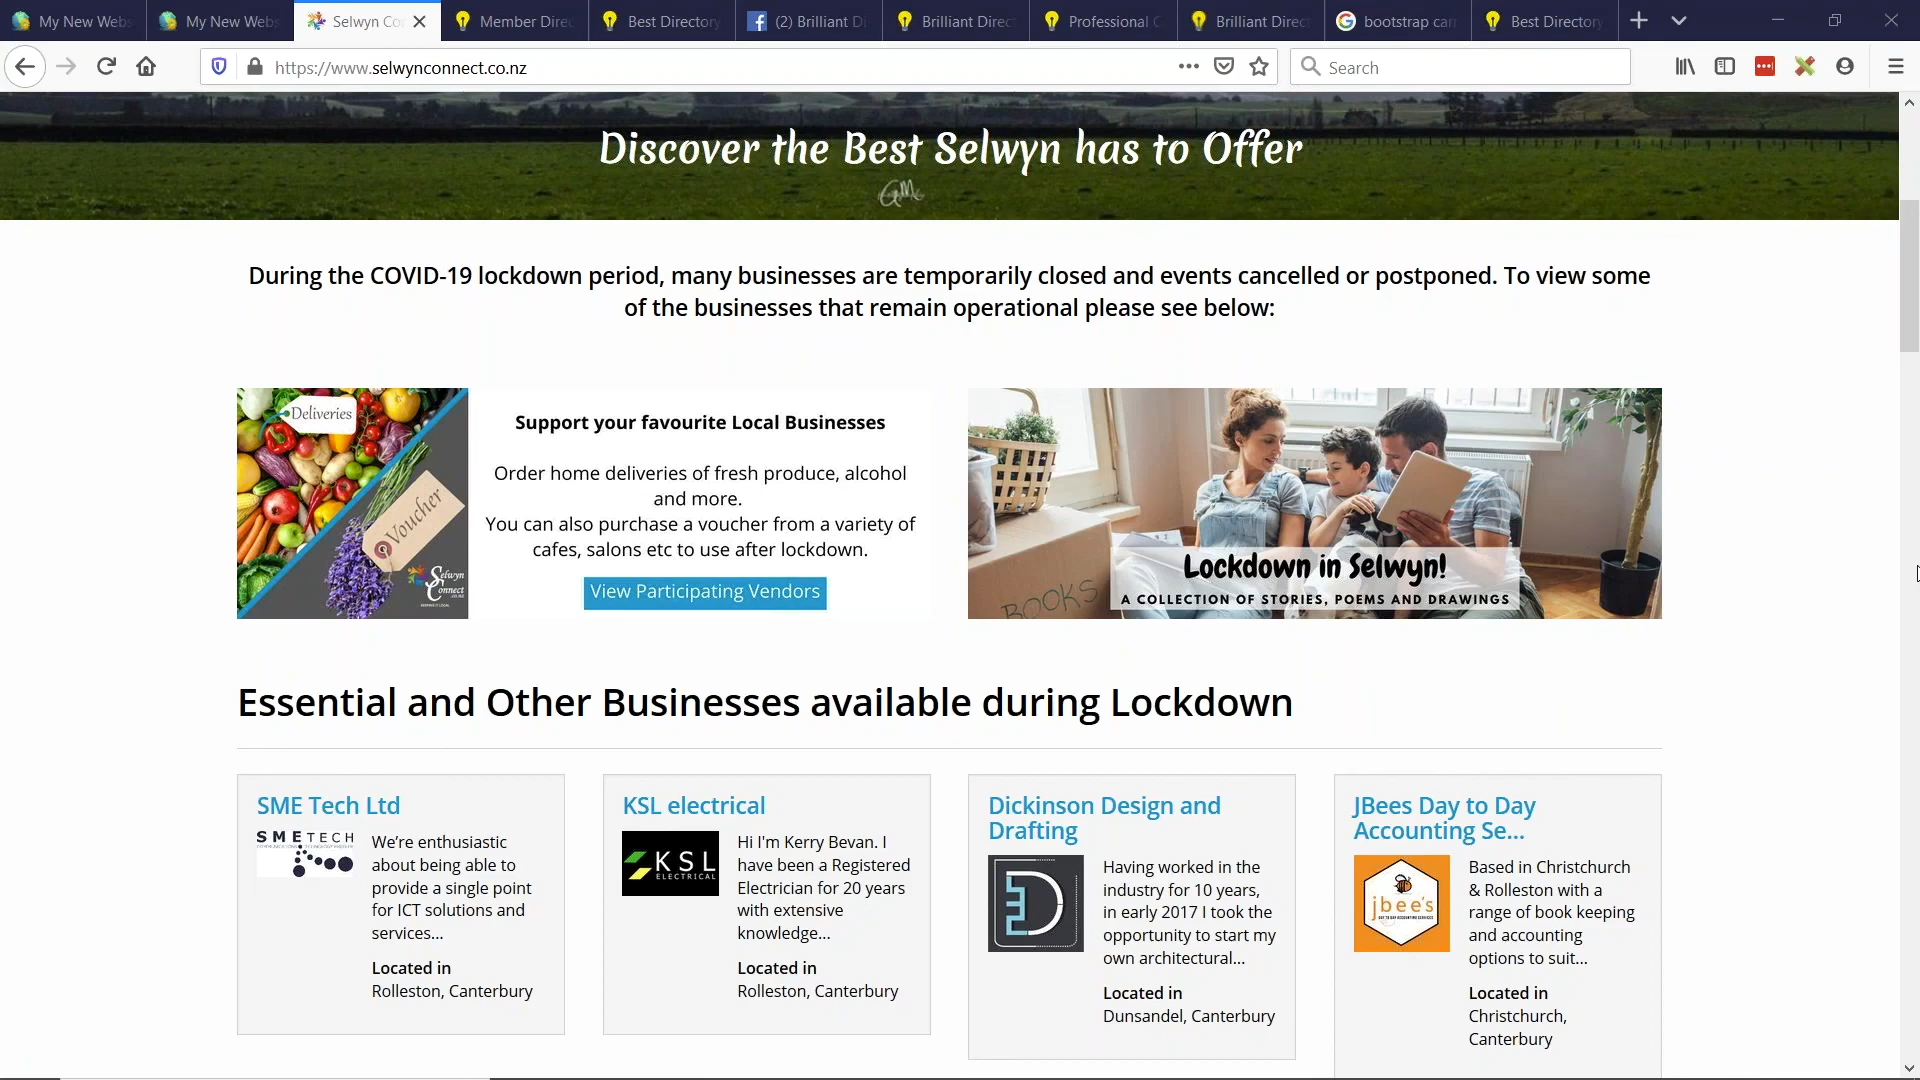 My New Webs
My New Webs
Selwyn Co
Member Direc
Best Directory
(2) Brilliant Di
Brilliant Direc
Professional C
Brilliant Direc
bootstrap car
Best Directory
https://www.selwynconnect.co.nz
Search
Discover the Best Selwyn has to Offer
During the COVID-19 lockdown period, many businesses are temporarily closed and events cancelled or postponed. To view some
of the businesses that remain operational please see below:
Deliveries
Voucher
Selwyn
Connect
Support your favourite Local Businesses
Order home deliveries of fresh produce, alcohol
and more.
You can also purchase a voucher from a variety of
cafes, salons etc to use after lockdown.
View Participating Vendors
BOOKS
Lockdown in Selwyn!
A COLLECTION OF STORIES, POEMS AND DRAWINGS
Essential and Other Businesses available during Lockdown
SME Tech Ltd
SMETECH
We're enthusiastic
about being able to
provide a single point
for ICT solutions and
services...
Located in
Rolleston, Canterbury
KSL electrical
KSL
ELECTRICAL
Hi I'm Kerry Bevan. I
have been a Registered
Electrician for 20 years
with extensive
knowledge...
Located in
Rolleston, Canterbury
Dickinson Design and
Drafting
Having worked in the
industry for 10 years,
in early 2017 I took the
opportunity to start my
own architectural...
Located in
Dunsandel, Canterbury
JBees Day to Day
Accounting Se...
jbee's
DAY TO DAY ACCOUNTING SERVICES
Based in Christchurch
& Rolleston with a
range of book keeping
and accounting
options to suit...
Located in
Christchurch,
Canterbury